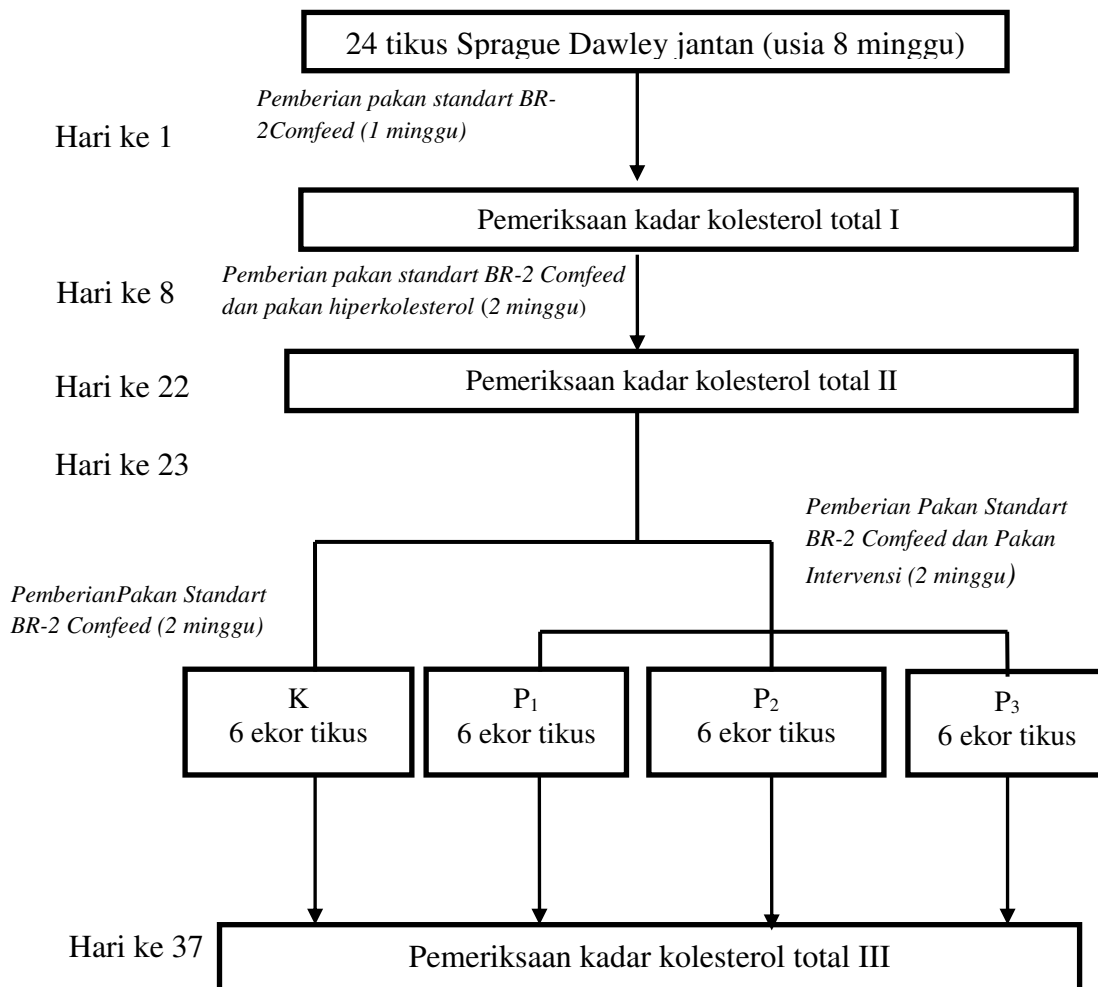 24 tikus Sprague Dawley jantan (usia 8 minggu)
Pemberian pakan standart BR-
2Comfeed (1 minggu)
Hari ke 1
Pemeriksaan kadar kolesterol total I
Pemberian pakan standart BR-2 Comfeed
dan pakan hiperkolesterol (2 minggu)
Hari ke 8
Pemeriksaan kadar kolesterol total II
Hari ke 22
Hari ke 23
Pemberian Pakan Standart
BR-2 Comfeed dan Pakan
Intervensi (2 minggu)
PemberianPakan Standart
BR-2 Comfeed (2 minggu)
K
6 ekor tikus
P₁
6 ekor tikus
P₂
6 ekor tikus
P₃
6 ekor tikus
Hari ke 37
Pemeriksaan kadar kolesterol total III